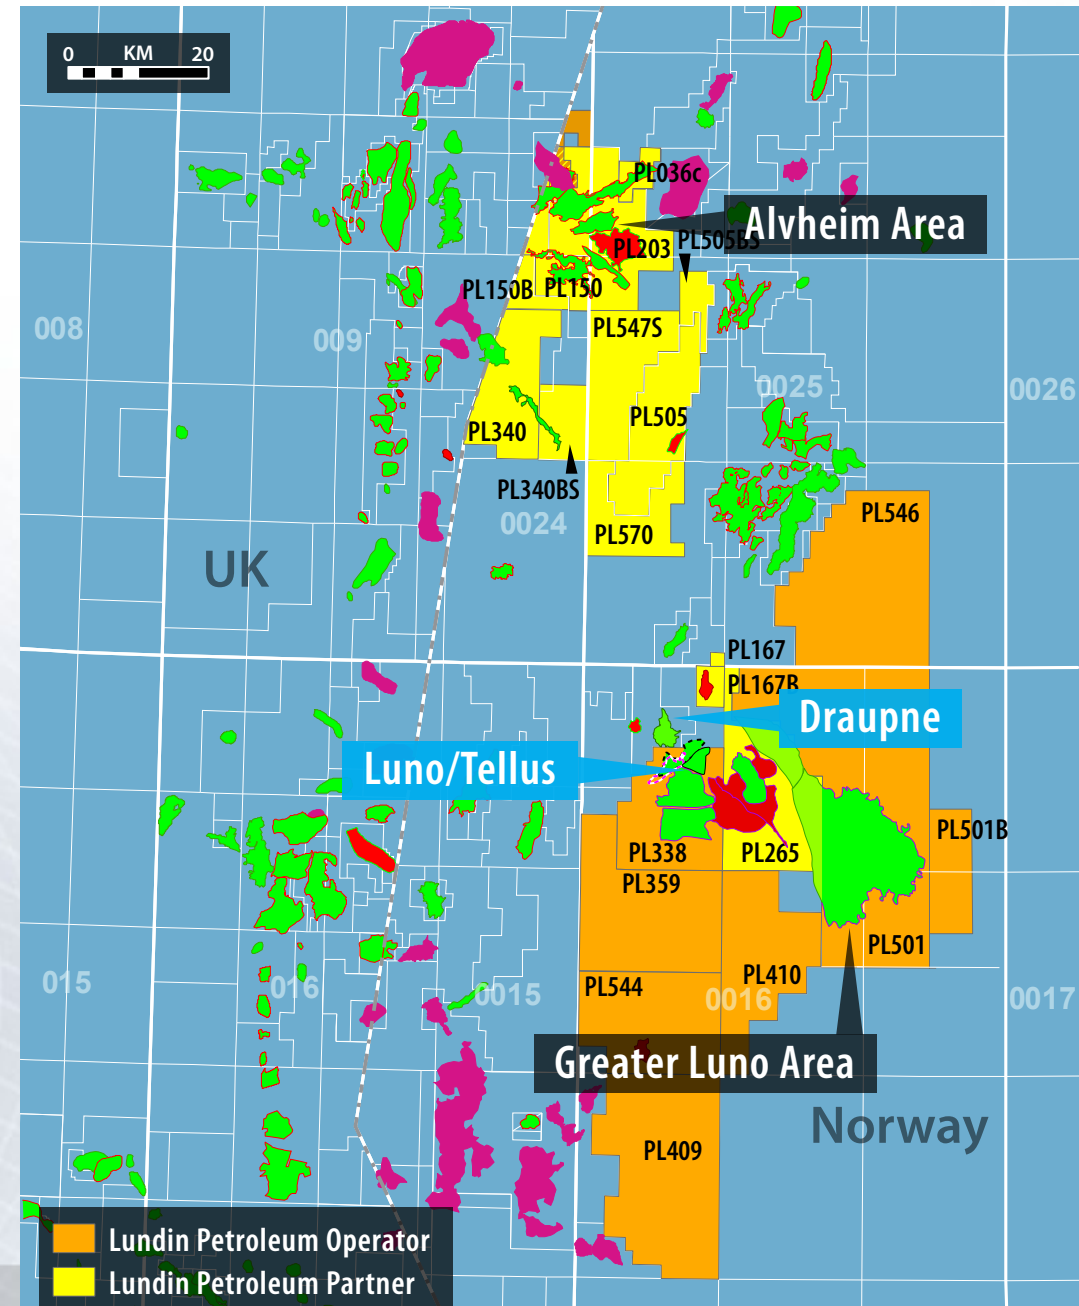 0 KM 20
PL036c
Alvheim Area
PL203
PL505BS
PL150B
PL150
008
009
PL547S
0025
0026
PL340
PL505
PL340BS
0024
PL546
PL570
UK
PL167
PL167B
Draupne
Luno/Tellus
PL501B
PL338
PL265
PL359
PL501
015
016
0015
PL544
PL410
0016
0017
Greater Luno Area
Norway
PL409
Lundin Petroleum Operator
Lundin Petroleum Partner